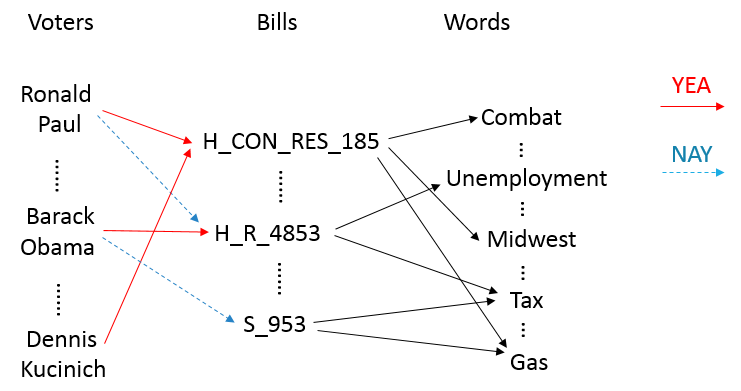 Voters
Bills
Words
Ronald
Paul
Barack
Obama
Dennis
Kucinich
H_CON_RES_185
H_R_4853
S_953
Combat
Unemployment
Midwest
Tax
Gas
YEA
NAY